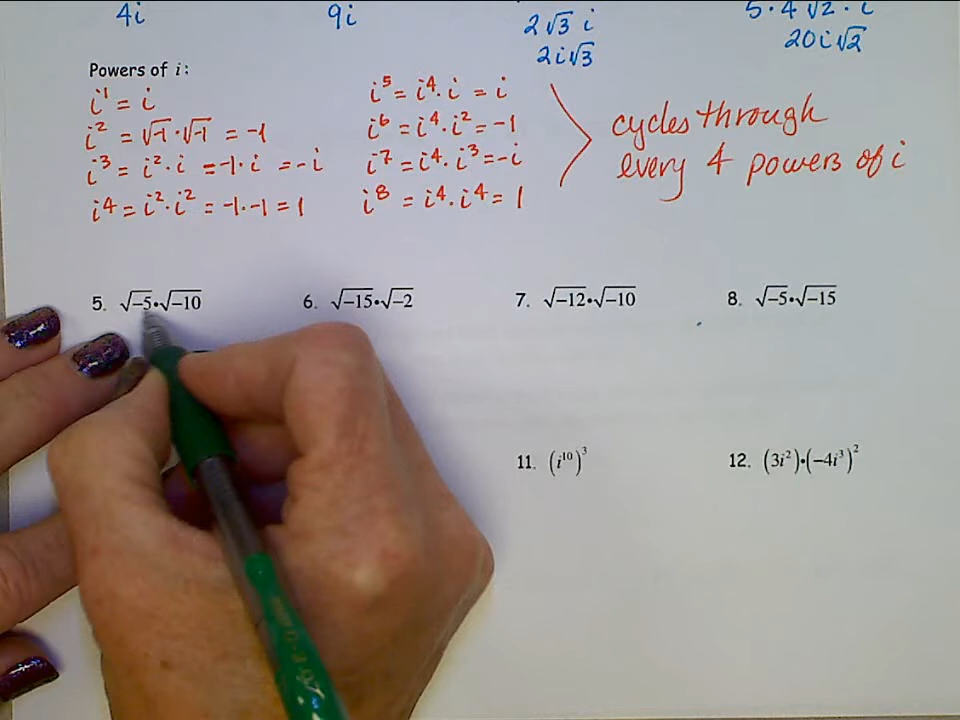 4i 9i 2√3 i 5·4√2·i
2i√3 20i√2
Powers of i:
i¹ = i i⁵ = i⁴·i = i
i² = √-1·√-1 = -1 i⁶ = i⁴·i² = -1
i³ = i²·i = -1·i = -i i⁷ = i⁴·i³ = -i
i⁴ = i²·i² = -1·-1 = 1 i⁸ = i⁴·i⁴ = 1
cycles through
every 4 powers of i
5. √−5•√−10 6. √−15•√−2 7. √−12•√−10 8. √−5•√−15
11. (i¹⁰)³ 12. (3i²)•(−4i³)²